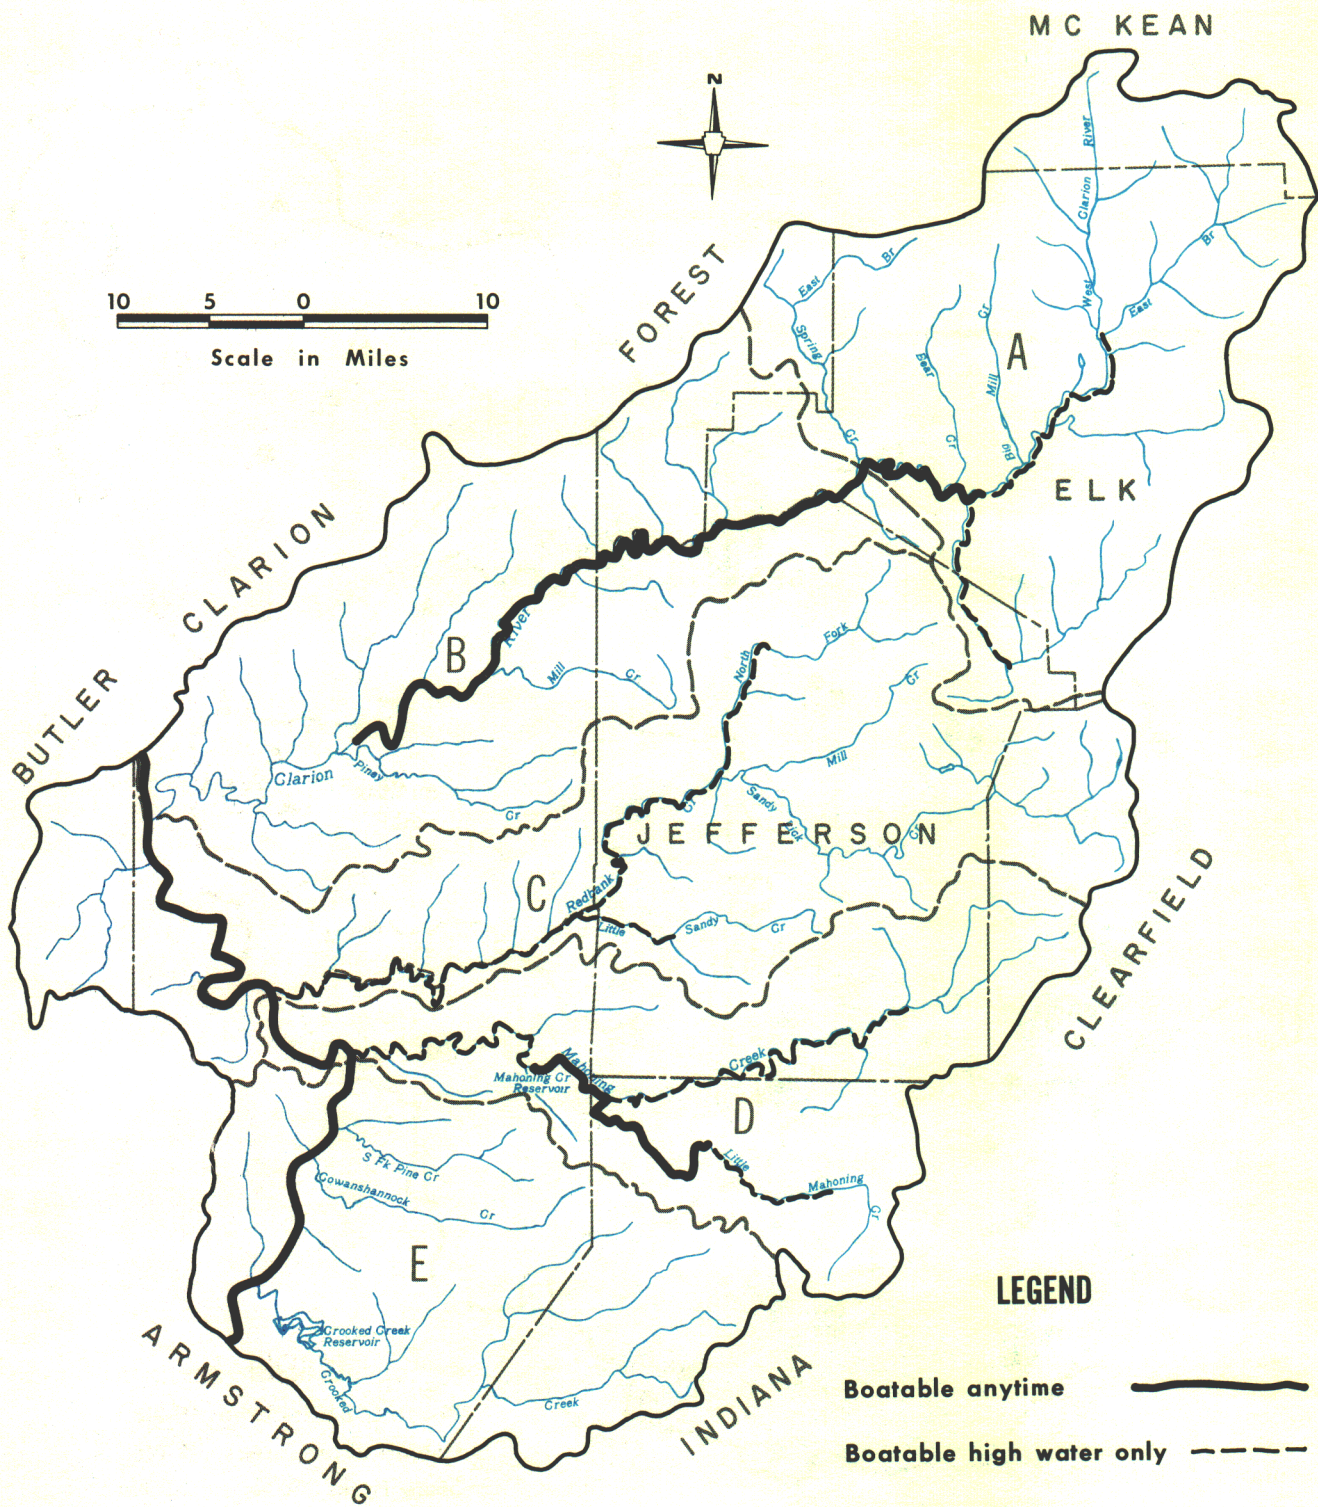 MC KEAN
N
River
Clarion
West
East
Br
East
Br
Spring
Cr
Bear
Cr
Cr
Mill
Big
A
FOREST
10 5 0 10
Scale in Miles
ELK
CLARION
B
River
Mill
Cr
North
Fork
Cr
Mill
BUTLER
Clarion
Piney
Cr
Cr
Sandy
Lick
Cr
JEFFERSON
C
Redbank
Little
Sandy
Cr
CLEARFIELD
Mahoning
Creek
Mahoning Cr
Reservoir
D
Little
Mahoning
Cr
S Fk Pine Cr
Cowanshannock
Cr
E
LEGEND
Crooked Creek
Reservoir
Crooked
Creek
ARMSTRONG
INDIANA
Boatable anytime
Boatable high water only